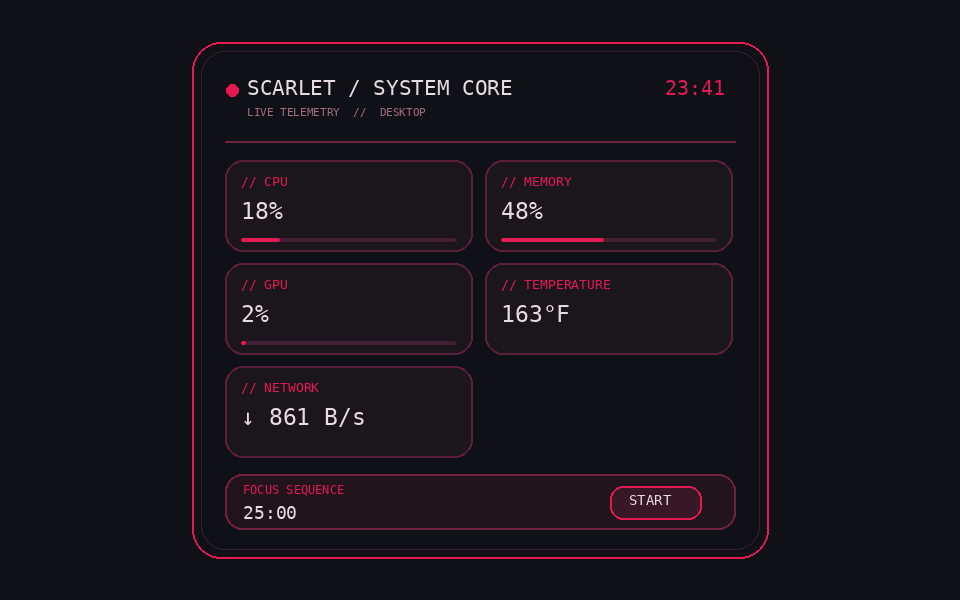 SCARLET / SYSTEM CORE
23:41
LIVE TELEMETRY // DESKTOP
// CPU
18%
// MEMORY
48%
// GPU
2%
// TEMPERATURE
163°F
// NETWORK
↓ 861 B/s
FOCUS SEQUENCE
25:00
START